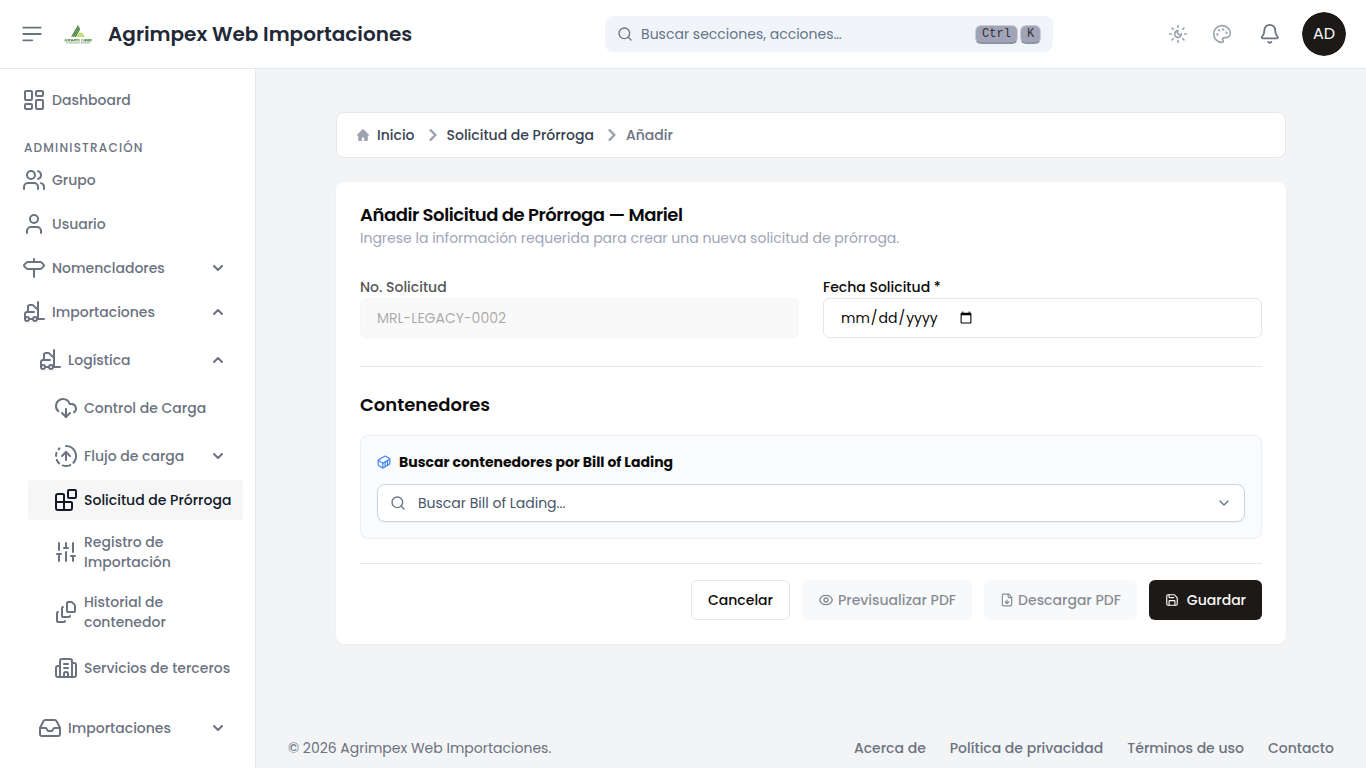 Agrimpex Web Importaciones
Buscar secciones, acciones...
Ctrl K
AD
Dashboard
ADMINISTRACIÓN
Grupo
Usuario
Nomencladores
Importaciones
Logística
Control de Carga
Flujo de carga
Solicitud de Prórroga
Registro de
Importación
Historial de
contenedor
Servicios de terceros
Importaciones
Inicio
Solicitud de Prórroga
Añadir
Añadir Solicitud de Prórroga — Mariel
Ingrese la información requerida para crear una nueva solicitud de prórroga.
No. Solicitud
MRL-LEGACY-0002
Fecha Solicitud *
mm/dd/yyyy
Contenedores
Buscar contenedores por Bill of Lading
Buscar Bill of Lading...
Cancelar
Previsualizar PDF
Descargar PDF
Guardar
© 2026 Agrimpex Web Importaciones.
Acerca de
Política de privacidad
Términos de uso
Contacto